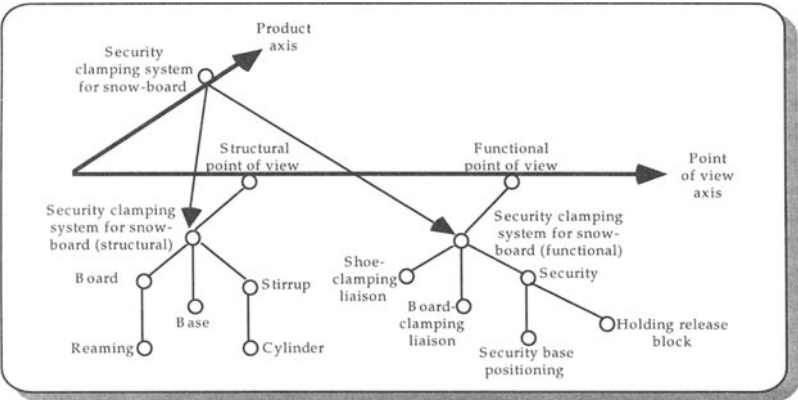 Product
axis
Security
clamping system
for snow-board
Structural
point of view
Functional
point of view
Point
of view
axis
Security clamping
system for snow-
board (structural)
Security clamping
system for snow-
board (functional)
Board
Base
Stirrup
Reaming
Cylinder
Shoe-
clamping
liaison
Board-
clamping
liaison
Security
Security base
positioning
Holding release
block